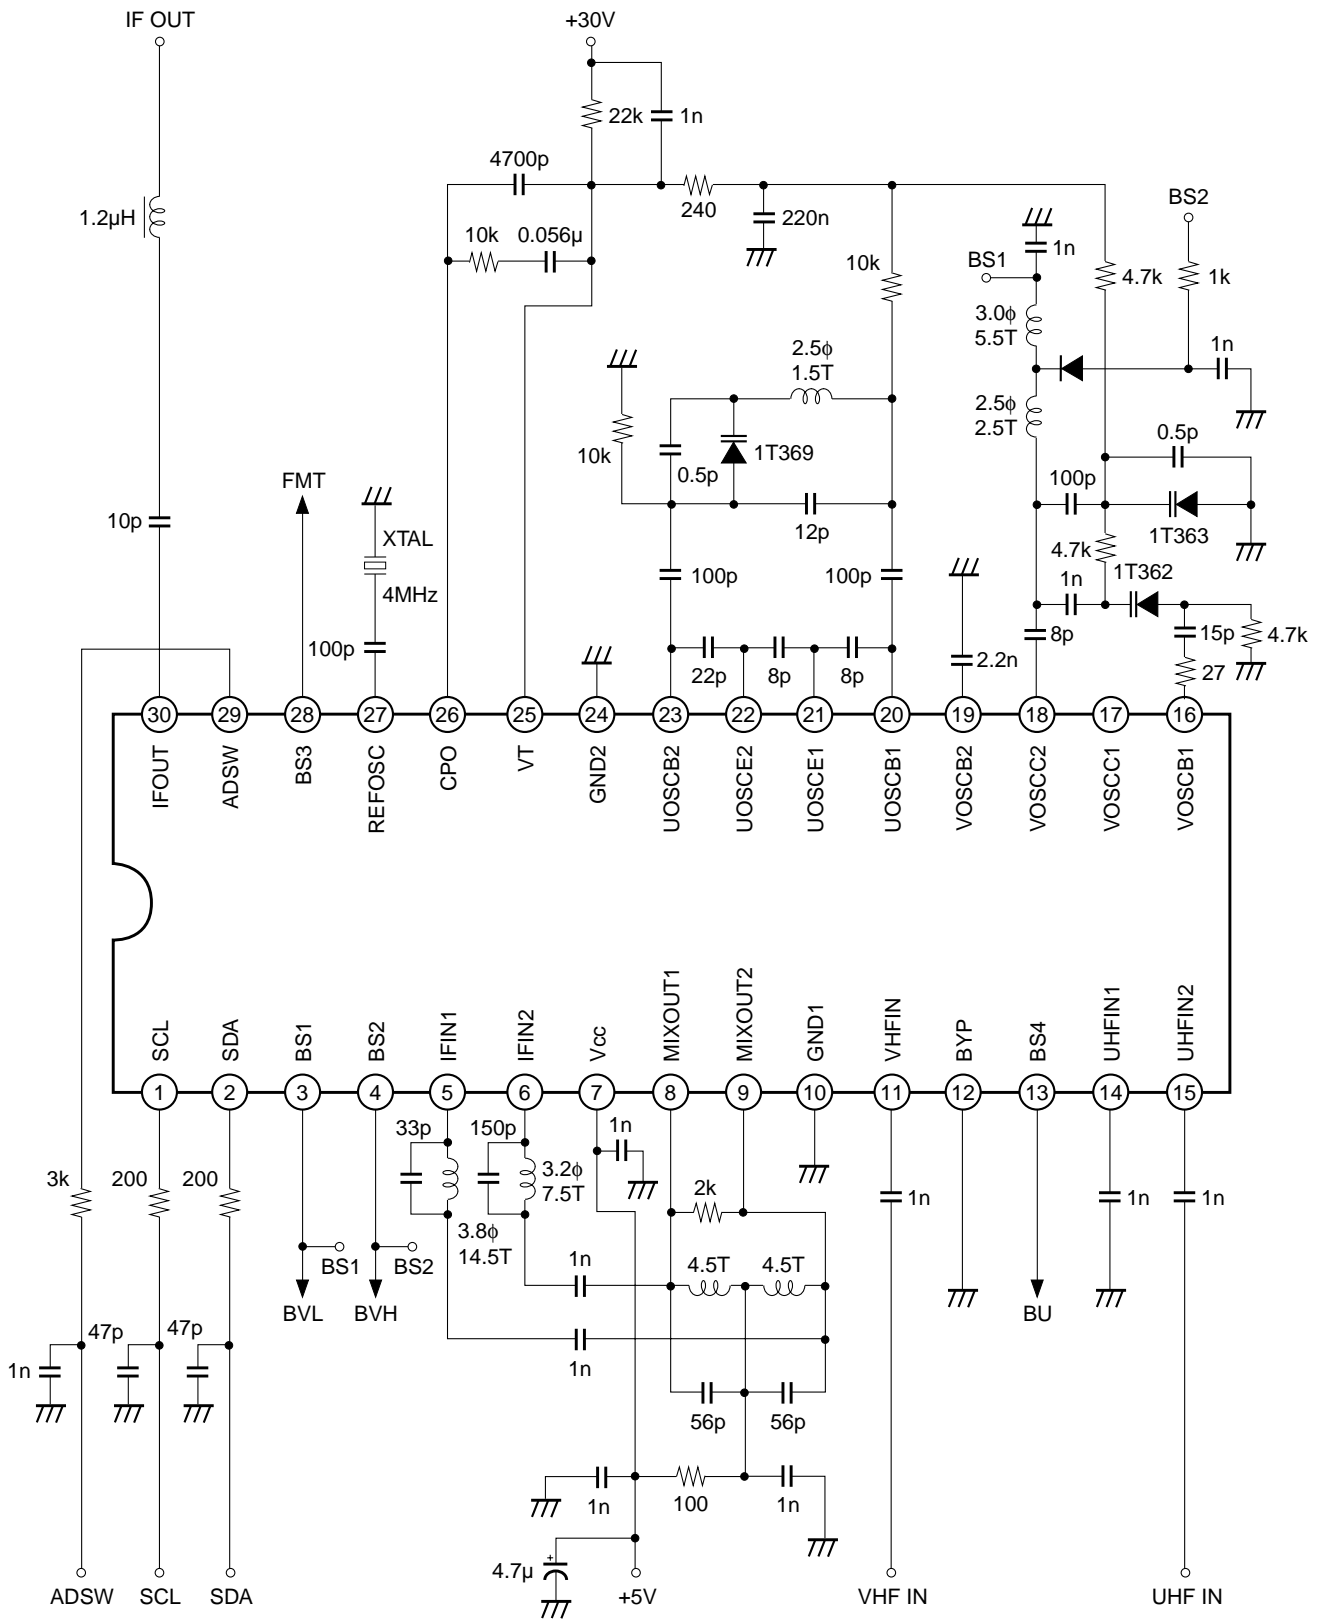 IF OUT
+30V
22k
1n
4700p
240
220n
BS2
1.2µH
10k
0.056µ
10k
BS1
1n
4.7k
1k
3.0ϕ
5.5T
2.5ϕ
1.5T
1n
2.5ϕ
2.5T
10k
0.5p
1T369
0.5p
FMT
XTAL
4MHz
10p
12p
100p
1T363
4.7k
1T362
100p
100p
1n
100p
22p
8p
8p
2.2n
8p
15p
4.7k
27
30
29
28
27
26
25
24
23
22
21
20
19
18
17
16
IFOUT
ADSW
BS3
REFOSC
CPO
VT
GND2
UOSCB2
UOSCE2
UOSCE1
UOSCB1
VOSCB2
VOSCC2
VOSCC1
VOSCB1
SCL
SDA
BS1
BS2
IFIN1
IFIN2
Vcc
MIXOUT1
MIXOUT2
GND1
VHFIN
BYP
BS4
UHFIN1
UHFIN2
1
2
3
4
5
6
7
8
9
10
11
12
13
14
15
33p
150p
1n
3k
200
200
3.2ϕ
7.5T
2k
1n
1n
1n
3.8ϕ
14.5T
BS1
BS2
1n
4.5T
4.5T
BVL
BVH
BU
47p
47p
1n
1n
56p
56p
1n
100
1n
4.7µ
+
ADSW
SCL
SDA
+5V
VHF IN
UHF IN